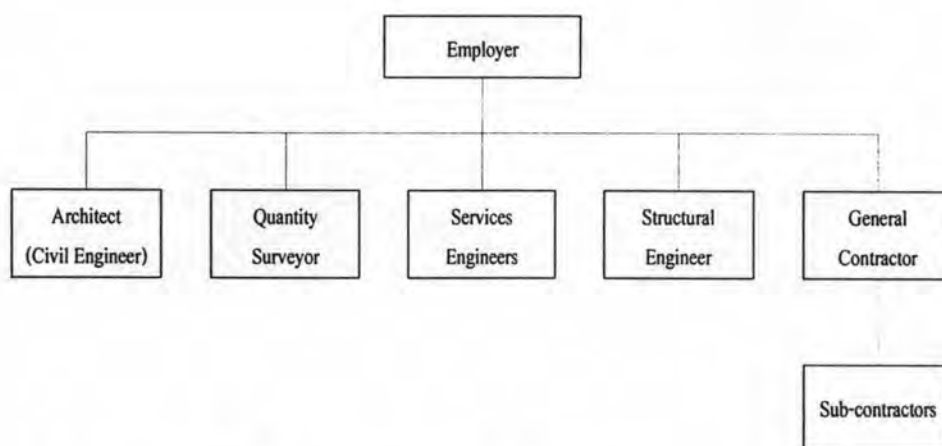 Employer
Architect
(Civil Engineer)
Quantity
Surveyor
Services
Engineers
Structural
Engineer
General
Contractor
Sub-contractors